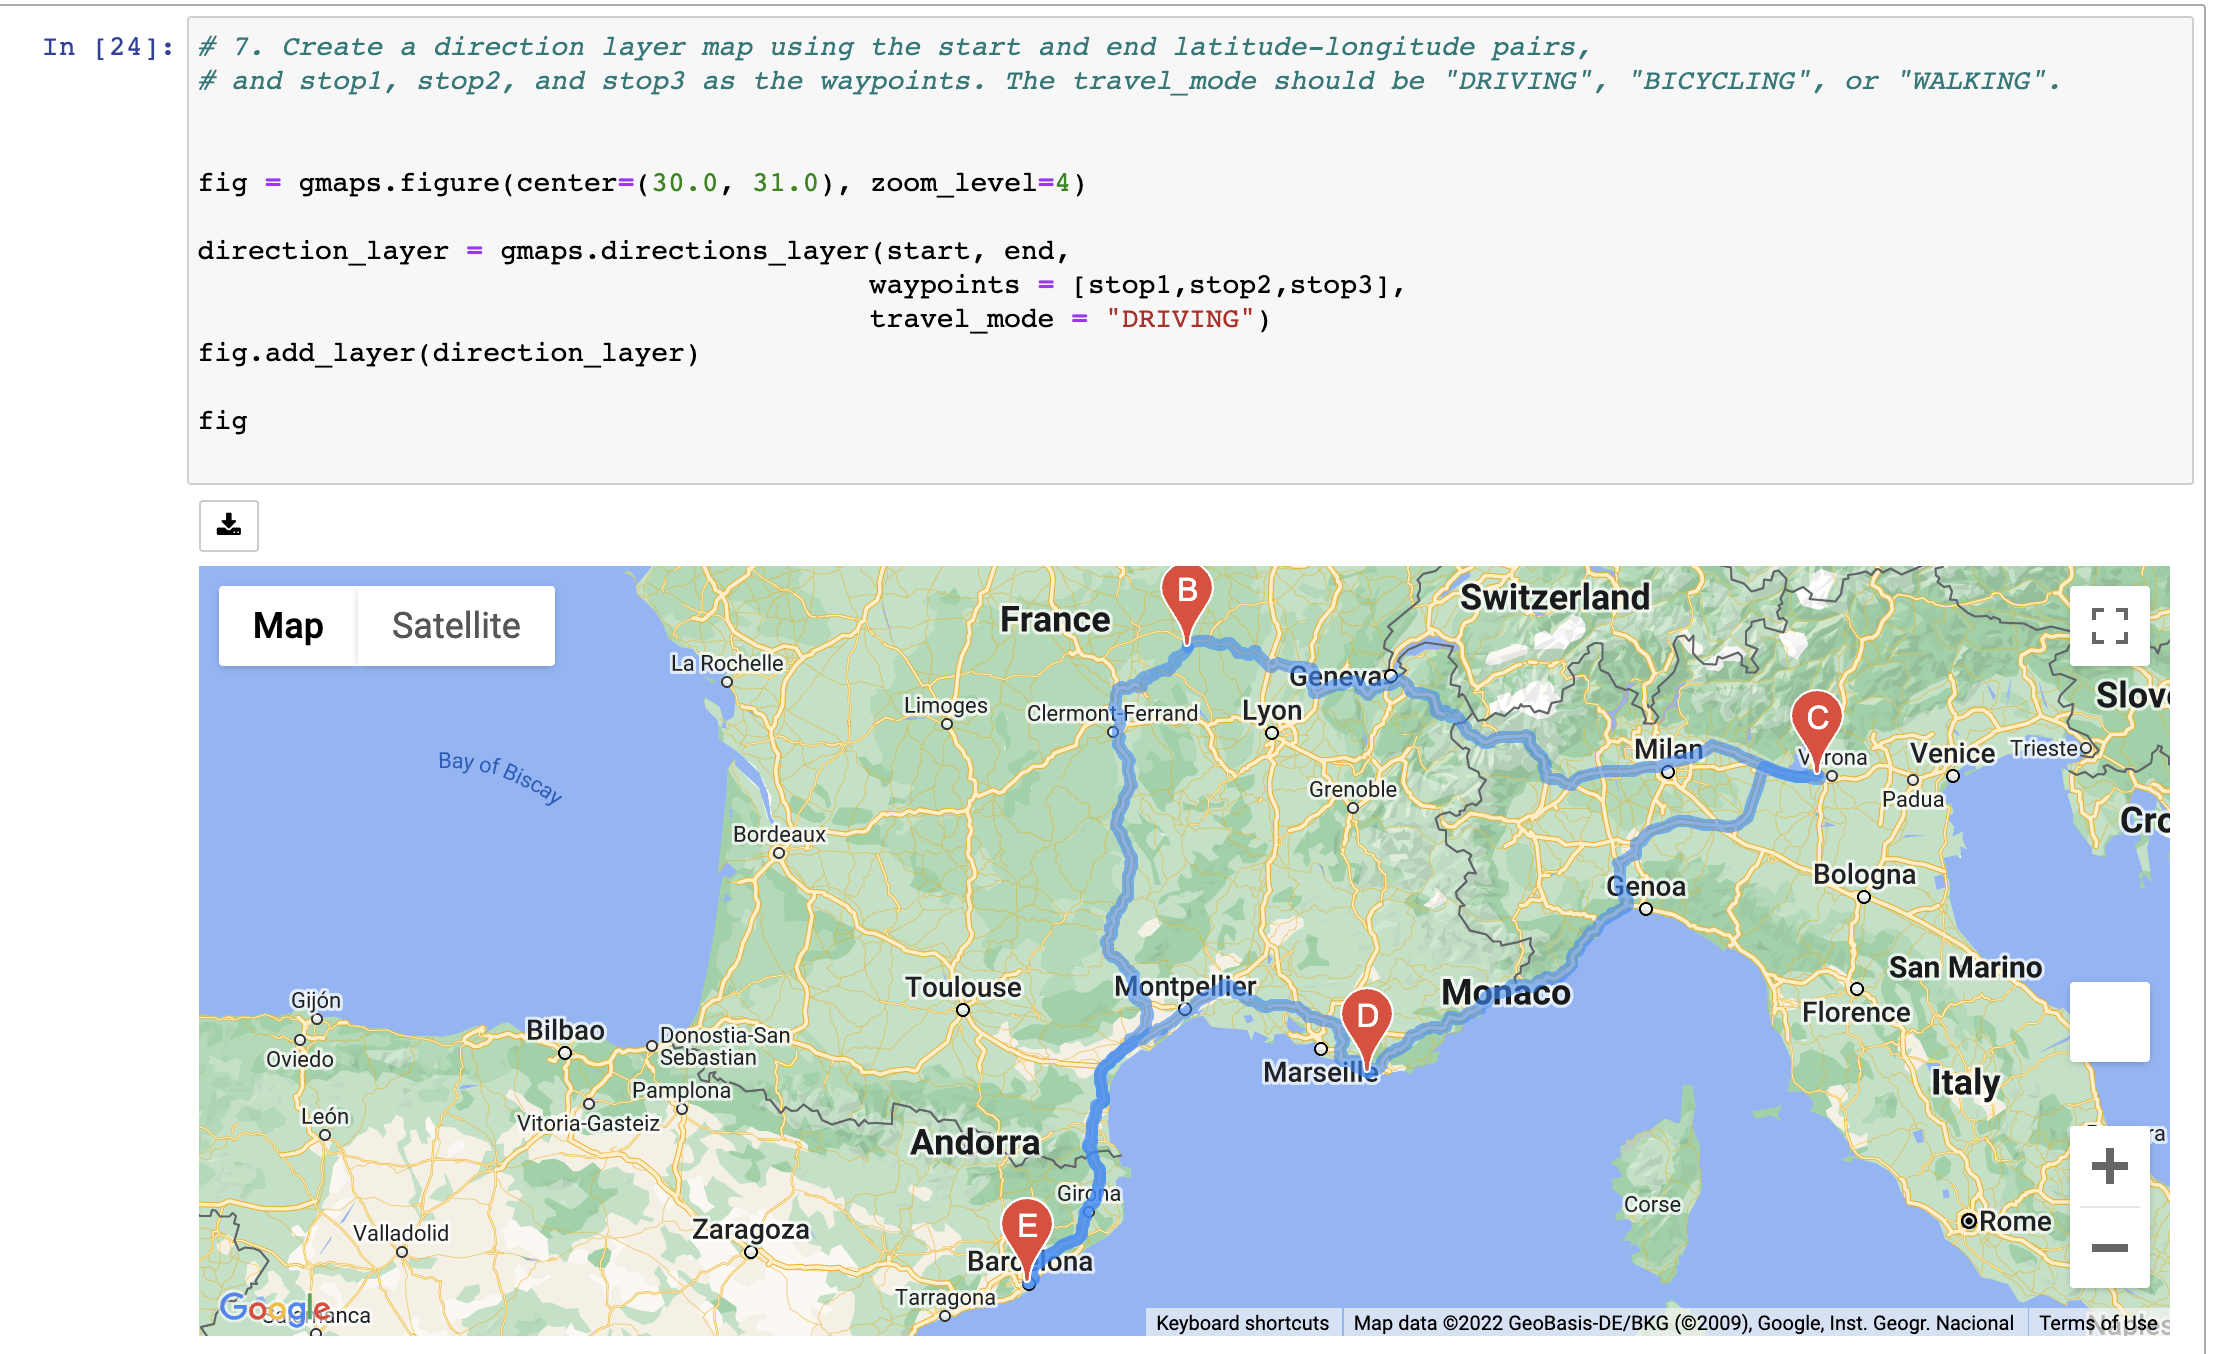 In [24]:
# 7. Create a direction layer map using the start and end latitude-longitude pairs,
# and stop1, stop2, and stop3 as the waypoints. The travel_mode should be "DRIVING", "BICYCLING", or "WALKING".
fig = gmaps.figure(center=(30.0, 31.0), zoom_level=4)
direction_layer = gmaps.directions_layer(start, end,
waypoints = [stop1,stop2,stop3],
travel_mode = "DRIVING")
fig.add_layer(direction_layer)
fig
Map
Satellite
B
France
Switzerland
La Rochelle
Geneva
Slov
Limoges
Clermont-Ferrand
Lyon
C
Milan
Verona
Venice
Trieste
Bay of Biscay
Grenoble
Padua
Cro
Bordeaux
Genoa
Bologna
San Marino
Toulouse
Montpellier
Monaco
D
Gijón
Florence
Bilbao
Donostia-San
Sebastian
Oviedo
Marseille
Italy
Pamplona
León
Vitoria-Gasteiz
Andorra
Girona
Corse
Valladolid
Zaragoza
E
Rome
Barcelona
Tarragona
Google
Salamanca
Keyboard shortcuts
Map data ©2022 GeoBasis-DE/BKG (©2009), Google, Inst. Geogr. Nacional
Terms of Use
Naples